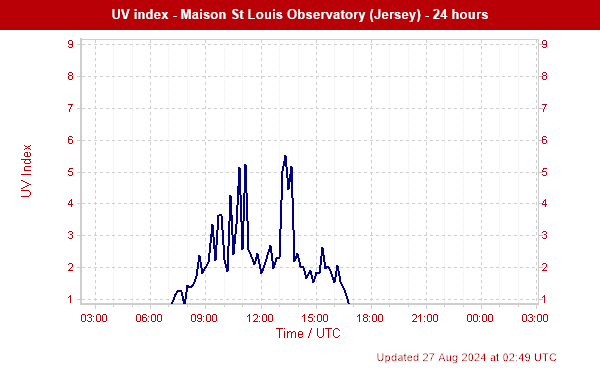 UV index - Maison St Louis Observatory (Jersey) - 24 hours
9 9
8 8
7 7
6 6
5 5
4 4
3 3
2 2
1 1
UV Index
03:00 06:00 09:00 12:00 15:00 18:00 21:00 00:00 03:00
Time / UTC
Updated 27 Aug 2024 at 02:49 UTC